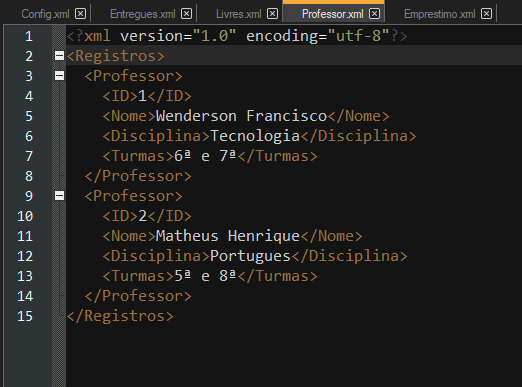 Config.xml Entregues.xml Livres.xml Professor.xml Emprestimo.xml
1 <?xml version="1.0" encoding="utf-8"?>
2 <Registros>
3 <Professor>
4 <ID>1</ID>
5 <Nome>Wenderson Francisco</Nome>
6 <Disciplina>Tecnologia</Disciplina>
7 <Turmas>6ª e 7ª</Turmas>
8 </Professor>
9 <Professor>
10 <ID>2</ID>
11 <Nome>Matheus Henrique</Nome>
12 <Disciplina>Portugues</Disciplina>
13 <Turmas>5ª e 8ª</Turmas>
14 </Professor>
15 </Registros>